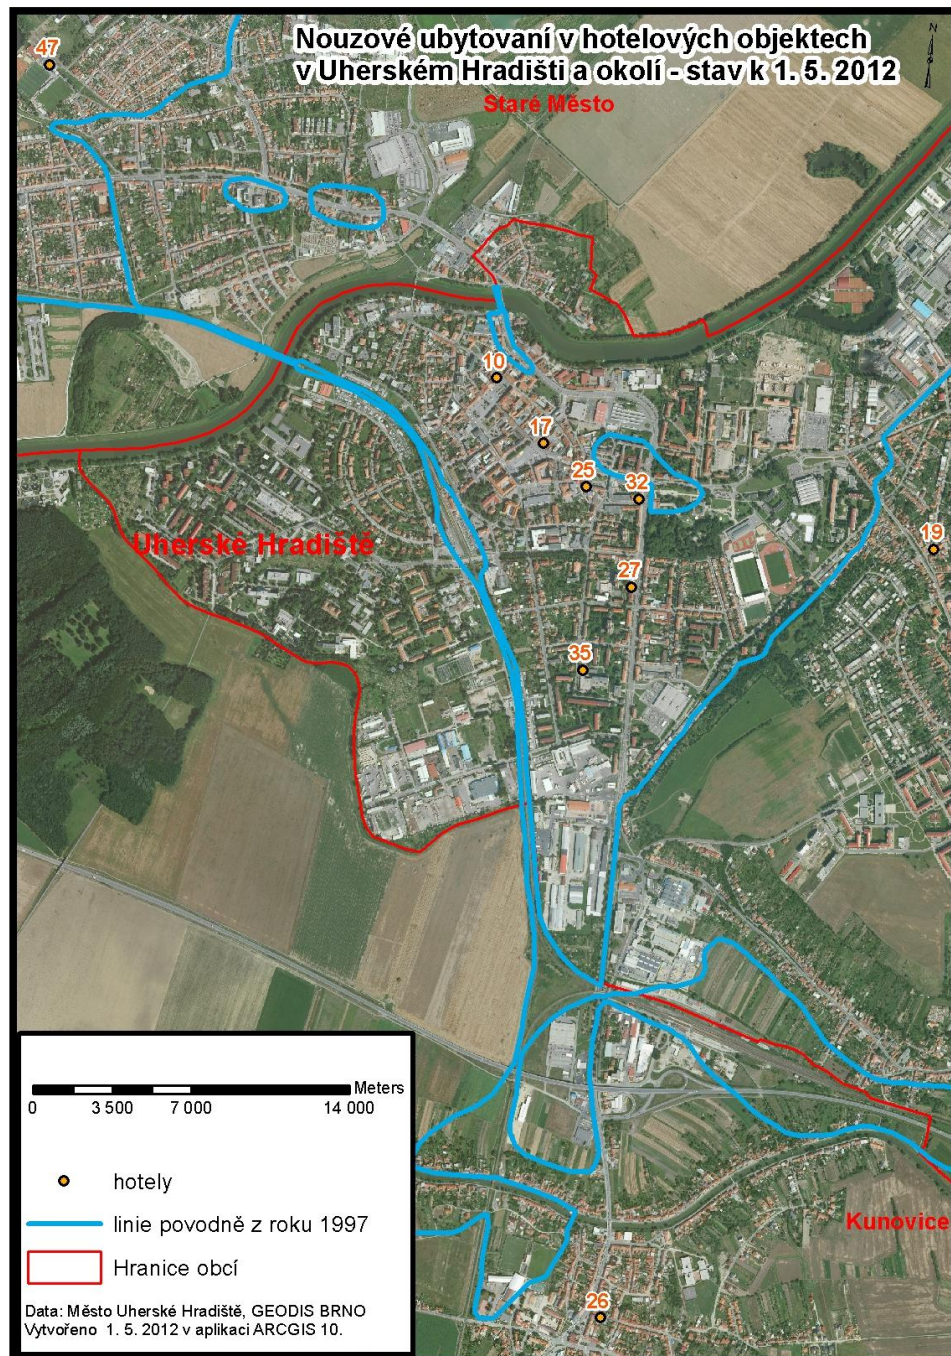 Nouzové ubytovaní v hotelových objektech
v Uherském Hradišti a okolí - stav k 1. 5. 2012
N
47
Staré Město
10
17
25
32
Uherské Hradiště
19
27
35
Meters
0 3 500 7 000 14 000
hotely
linie povodně z roku 1997
Hranice obcí
Data: Město Uherské Hradiště, GEODIS BRNO
Vytvořeno 1. 5. 2012 v aplikaci ARCGIS 10.
Kunovice
26